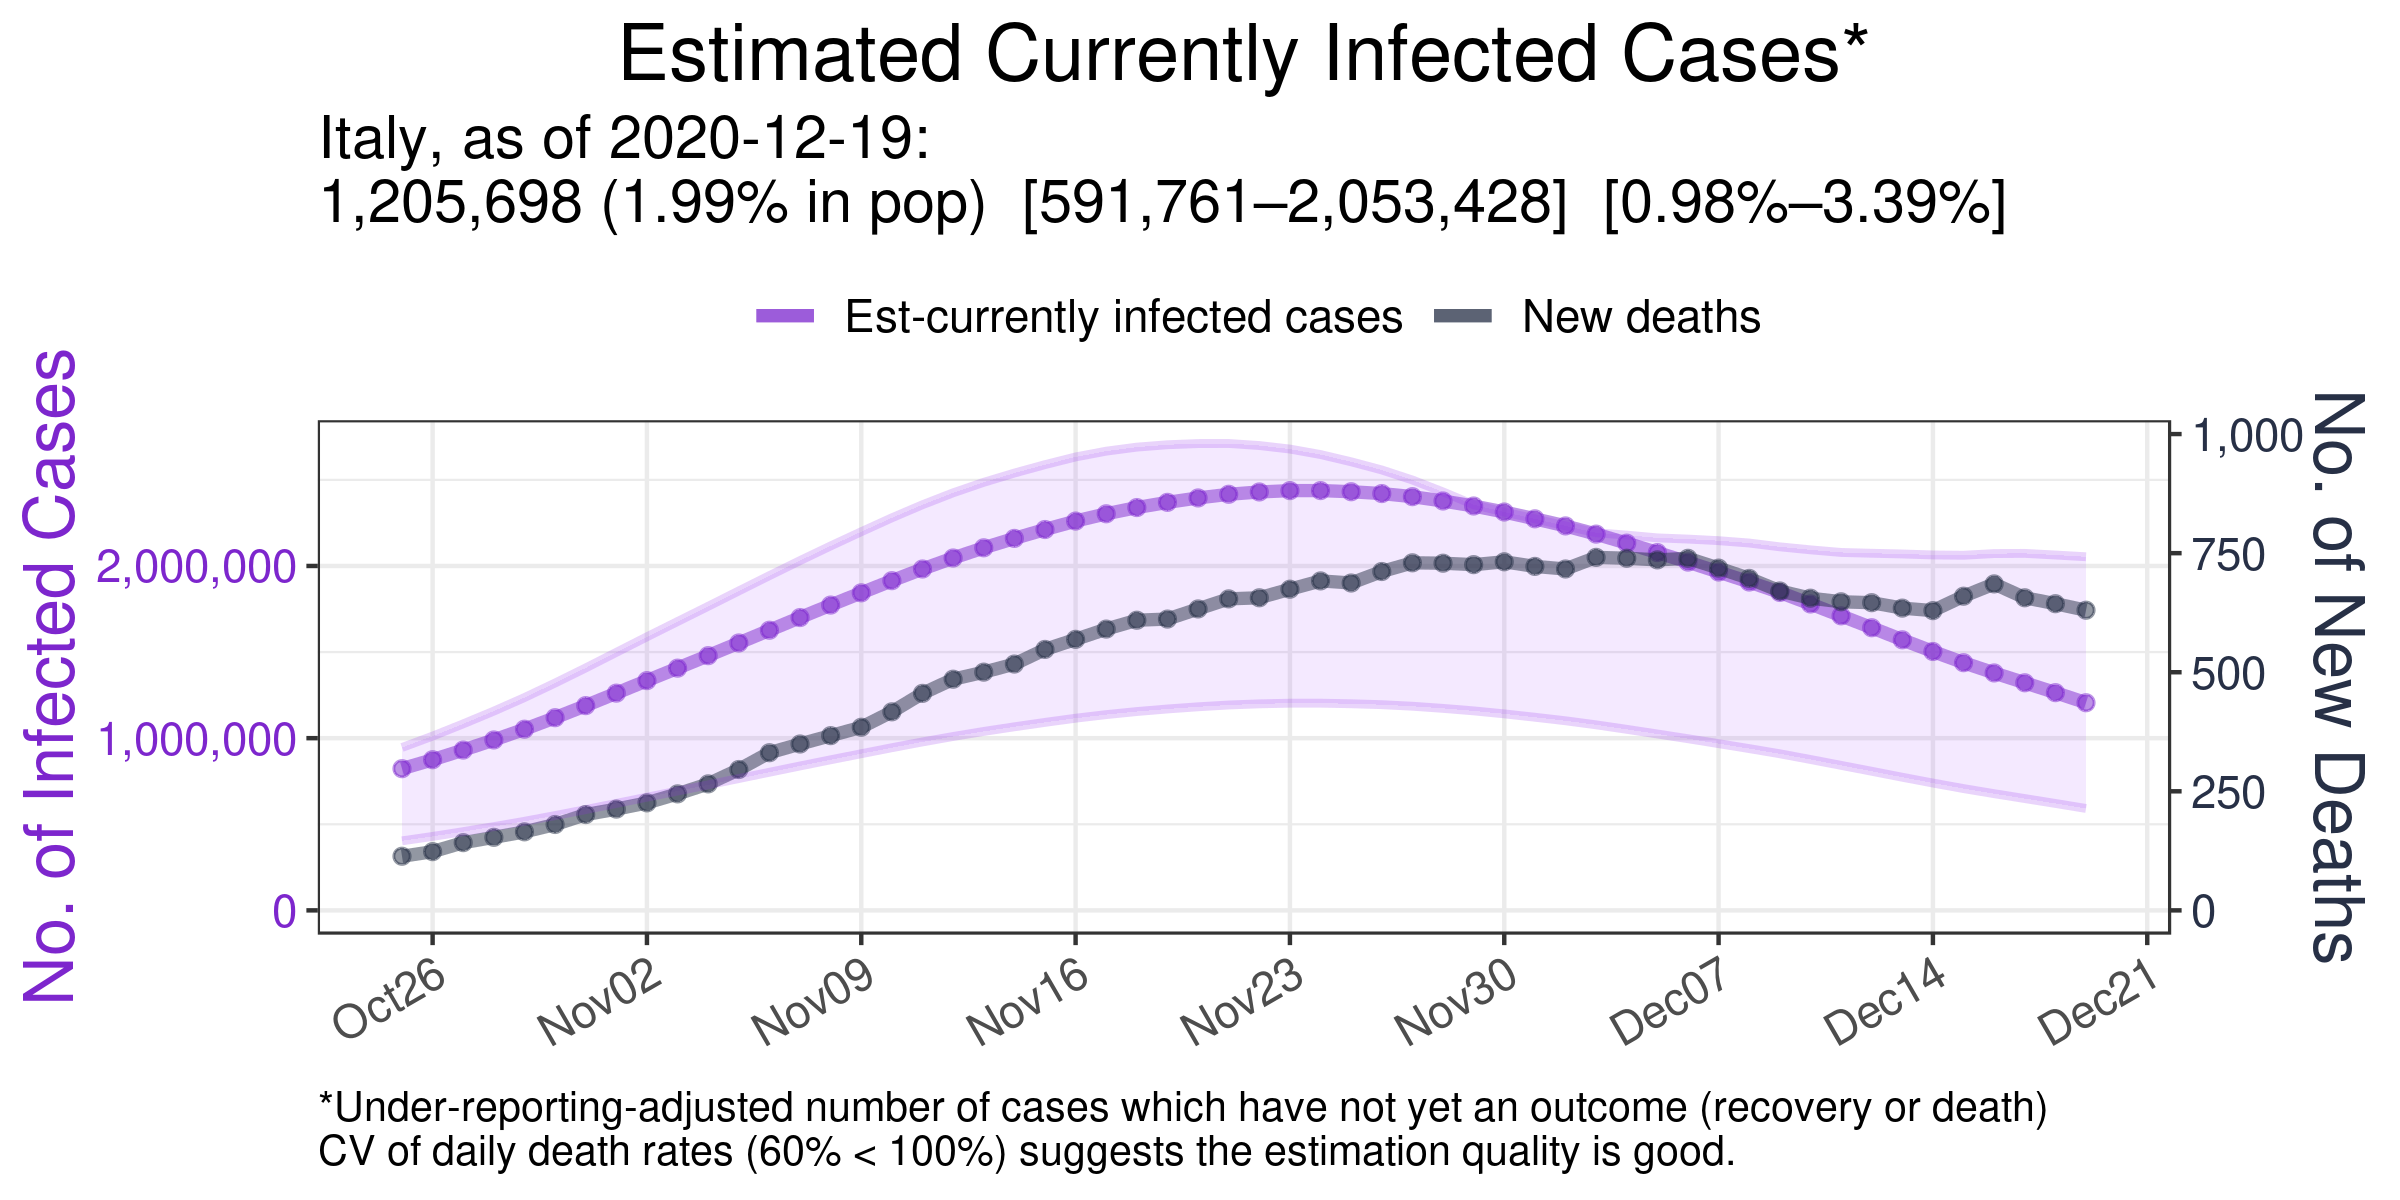 Estimated Currently Infected Cases*
Italy, as of 2020-12-19:
1,205,698 (1.99% in pop)  [591,761–2,053,428]  [0.98%–3.39%]
Est-currently infected cases
New deaths
No. of Infected Cases
2,000,000
1,000,000
0
1,000
750
500
250
0
No. of New Deaths
Oct26
Nov02
Nov09
Nov16
Nov23
Nov30
Dec07
Dec14
Dec21
*Under-reporting-adjusted number of cases which have not yet an outcome (recovery or death)
CV of daily death rates (60% < 100%) suggests the estimation quality is good.